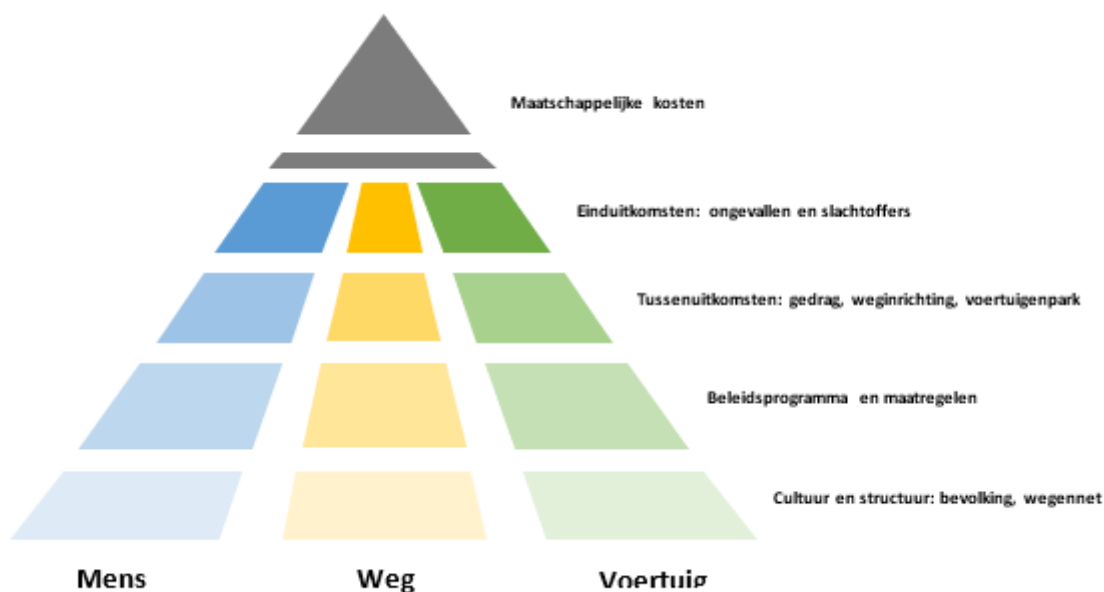 Maatschappelijke kosten
Einduitkomsten: ongevallen en slachtoffers
Tussenuitkomsten: gedrag, weginrichting, voertuigenpark
Beleidsprogramma en maatregelen
Cultuur en structuur: bevolking, wegennet
Mens Weg Voertuig